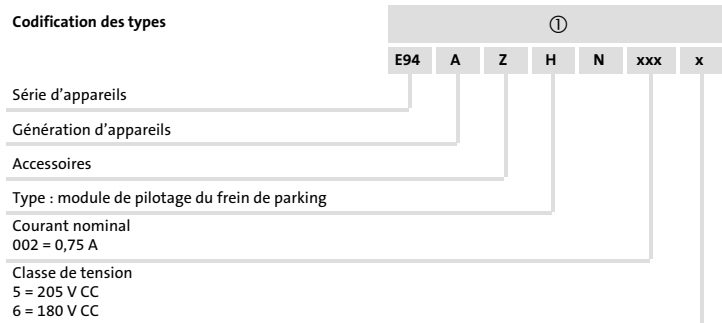 Codification des types
①
E94 A Z H N xxx x
Série d'appareils
Génération d'appareils
Accessoires
Type : module de pilotage du frein de parking
Courant nominal
002 = 0,75 A
Classe de tension
5 = 205 V CC
6 = 180 V CC